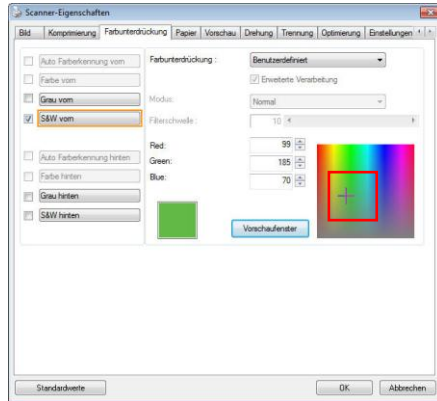 Scanner-Eigenschaften
Bild Komprimierung Farbunterdrückung Papier Vorschau Drehung Trennung Optimierung Einstellungen
Auto Farberkennung vorn
Farbe vorn
Grau vorn
S&W vorn
Auto Farberkennung hinten
Farbe hinten
Grau hinten
S&W hinten
Farbunterdrückung :
Benutzerdefiniert
Erweiterte Verarbeitung
Modus:
Normal
Filterschwelle :
10
Red:
99
Green:
185
Blue:
70
Vorschaufenster
Standardwerte
OK
Abbrechen